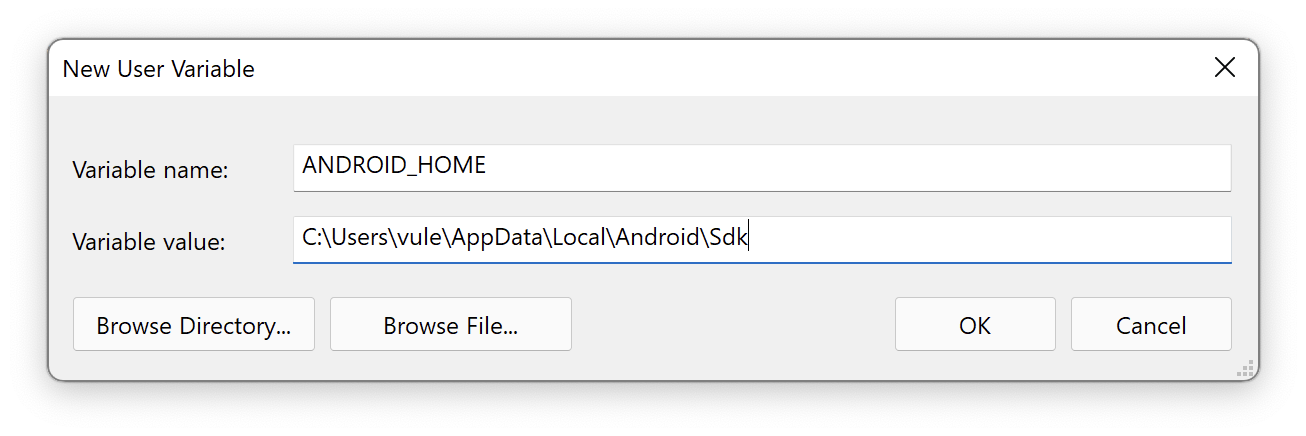 New User Variable
Variable name: ANDROID_HOME
Variable value: C:\Users\vule\AppData\Local\Android\Sdk
Browse Directory... Browse File... OK Cancel